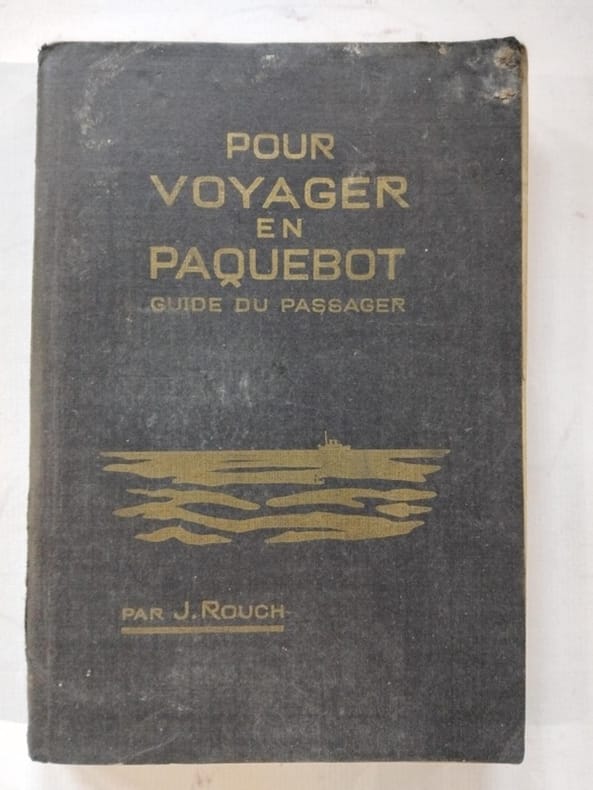 POUR
VOYAGER
EN
PAQUEBOT
GUIDE DU PASSAGER
PAR J. ROUCH